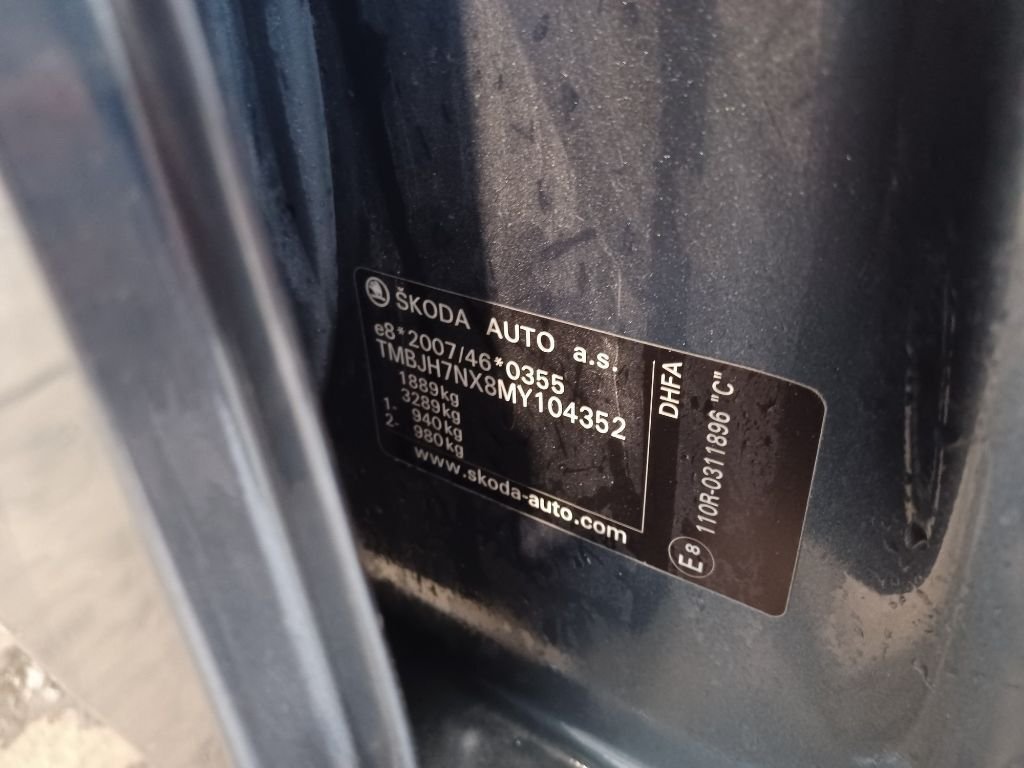 ŠKODA AUTO a.s.
e8*2007/46*0355
TMBJH7NX8MY104352
1889kg
3289kg
1.- 940kg
2.- 980kg
www.skoda-auto.com
DHFA
E8 110R-0311896 "C"